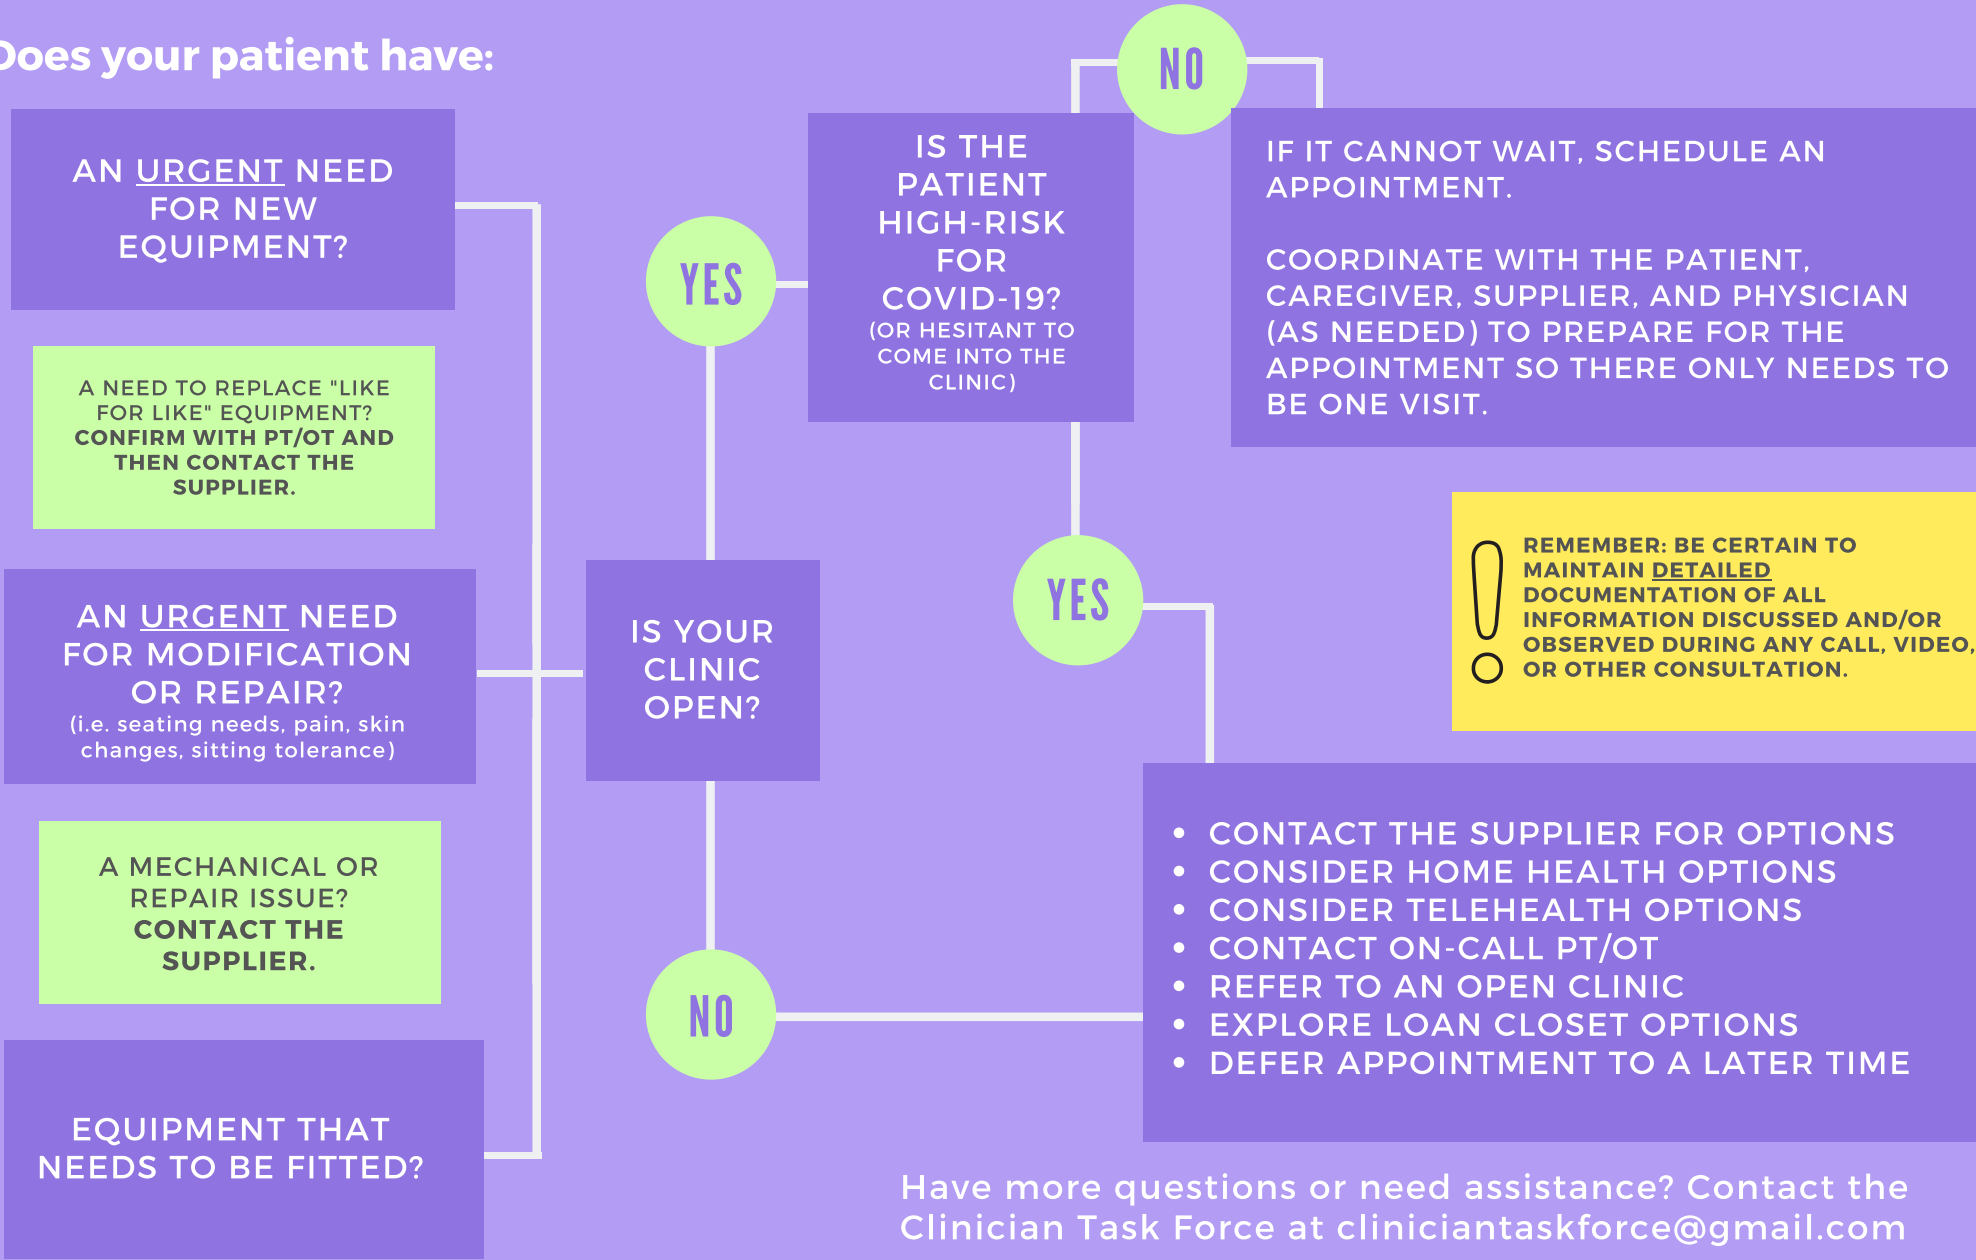 Does your patient have:
AN URGENT NEED
FOR NEW
EQUIPMENT?
A NEED TO REPLACE "LIKE
FOR LIKE" EQUIPMENT?
CONFIRM WITH PT/OT AND
THEN CONTACT THE
SUPPLIER.
AN URGENT NEED
FOR MODIFICATION
OR REPAIR?
(i.e. seating needs, pain, skin
changes, sitting tolerance)
A MECHANICAL OR
REPAIR ISSUE?
CONTACT THE
SUPPLIER.
EQUIPMENT THAT
NEEDS TO BE FITTED?
IS YOUR
CLINIC
OPEN?
YES
NO
IS THE
PATIENT
HIGH-RISK
FOR
COVID-19?
(OR HESITANT TO
COME INTO THE
CLINIC)
NO
YES
IF IT CANNOT WAIT, SCHEDULE AN
APPOINTMENT.
COORDINATE WITH THE PATIENT,
CAREGIVER, SUPPLIER, AND PHYSICIAN
(AS NEEDED) TO PREPARE FOR THE
APPOINTMENT SO THERE ONLY NEEDS TO
BE ONE VISIT.
REMEMBER: BE CERTAIN TO
MAINTAIN DETAILED
DOCUMENTATION OF ALL
INFORMATION DISCUSSED AND/OR
OBSERVED DURING ANY CALL, VIDEO,
OR OTHER CONSULTATION.
• CONTACT THE SUPPLIER FOR OPTIONS
• CONSIDER HOME HEALTH OPTIONS
• CONSIDER TELEHEALTH OPTIONS
• CONTACT ON-CALL PT/OT
• REFER TO AN OPEN CLINIC
• EXPLORE LOAN CLOSET OPTIONS
• DEFER APPOINTMENT TO A LATER TIME
Have more questions or need assistance? Contact the
Clinician Task Force at cliniciantaskforce@gmail.com